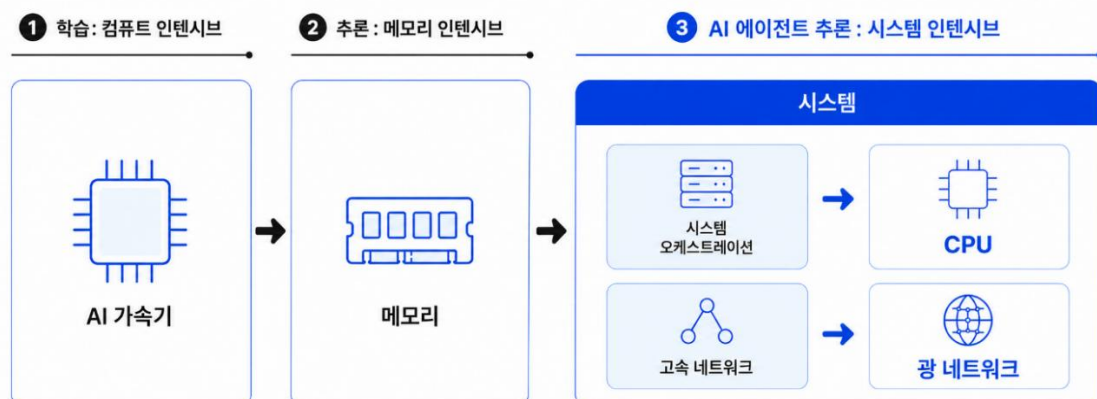 1 학습 : 컴퓨트 인텐시브
2 추론 : 메모리 인텐시브
3 AI 에이전트 추론 : 시스템 인텐시브
AI 가속기
메모리
시스템
시스템
오케스트레이션
CPU
고속 네트워크
광 네트워크